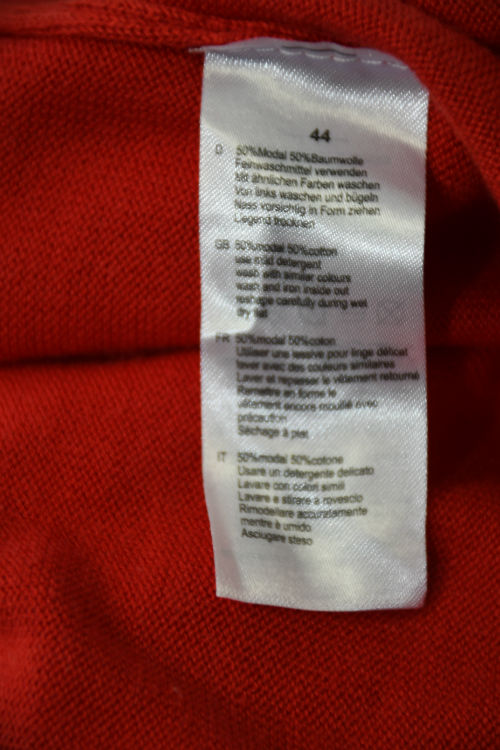 44
D 50%Modal 50%Baumwolle
Feinwaschmittel verwenden
Mit ähnlichen Farben waschen
Von links waschen und bügeln
Nass vorsichtig in Form ziehen
Liegend trocknen
GB 50%modal 50%cotton
use mild detergent
wash with similar colours
wash and iron inside out
reshape carefully during wet
dry flat
FR 50%modal 50%coton
Utiliser une lessive pour linge délicat
laver avec des couleurs similaires
Laver et repasser le vêtement retourné
Remettre en forme le
vêtement encore mouillé avec
précaution
Séchage à plat
IT 50%modal 50%cotone
Usare un detergente delicato
Lavare con colori simili
Lavare e stirare a rovescio
Rimodellare accuratamente
mentre è umido
Asciugare steso